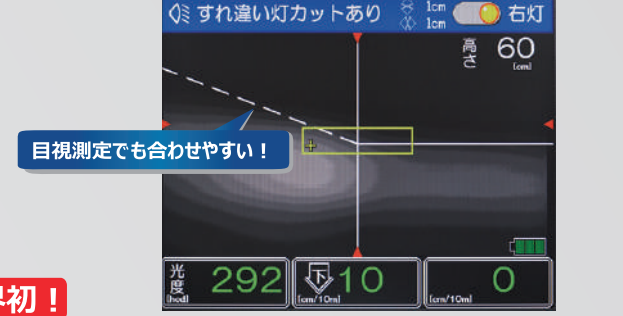 すれ違い灯カットあり
1cm
1cm
右灯
高さ
60
[cm]
目視測定でも合わせやすい！
光度
[hcd]
292
下
10
[cm/10m]
0
[cm/10m]
初！